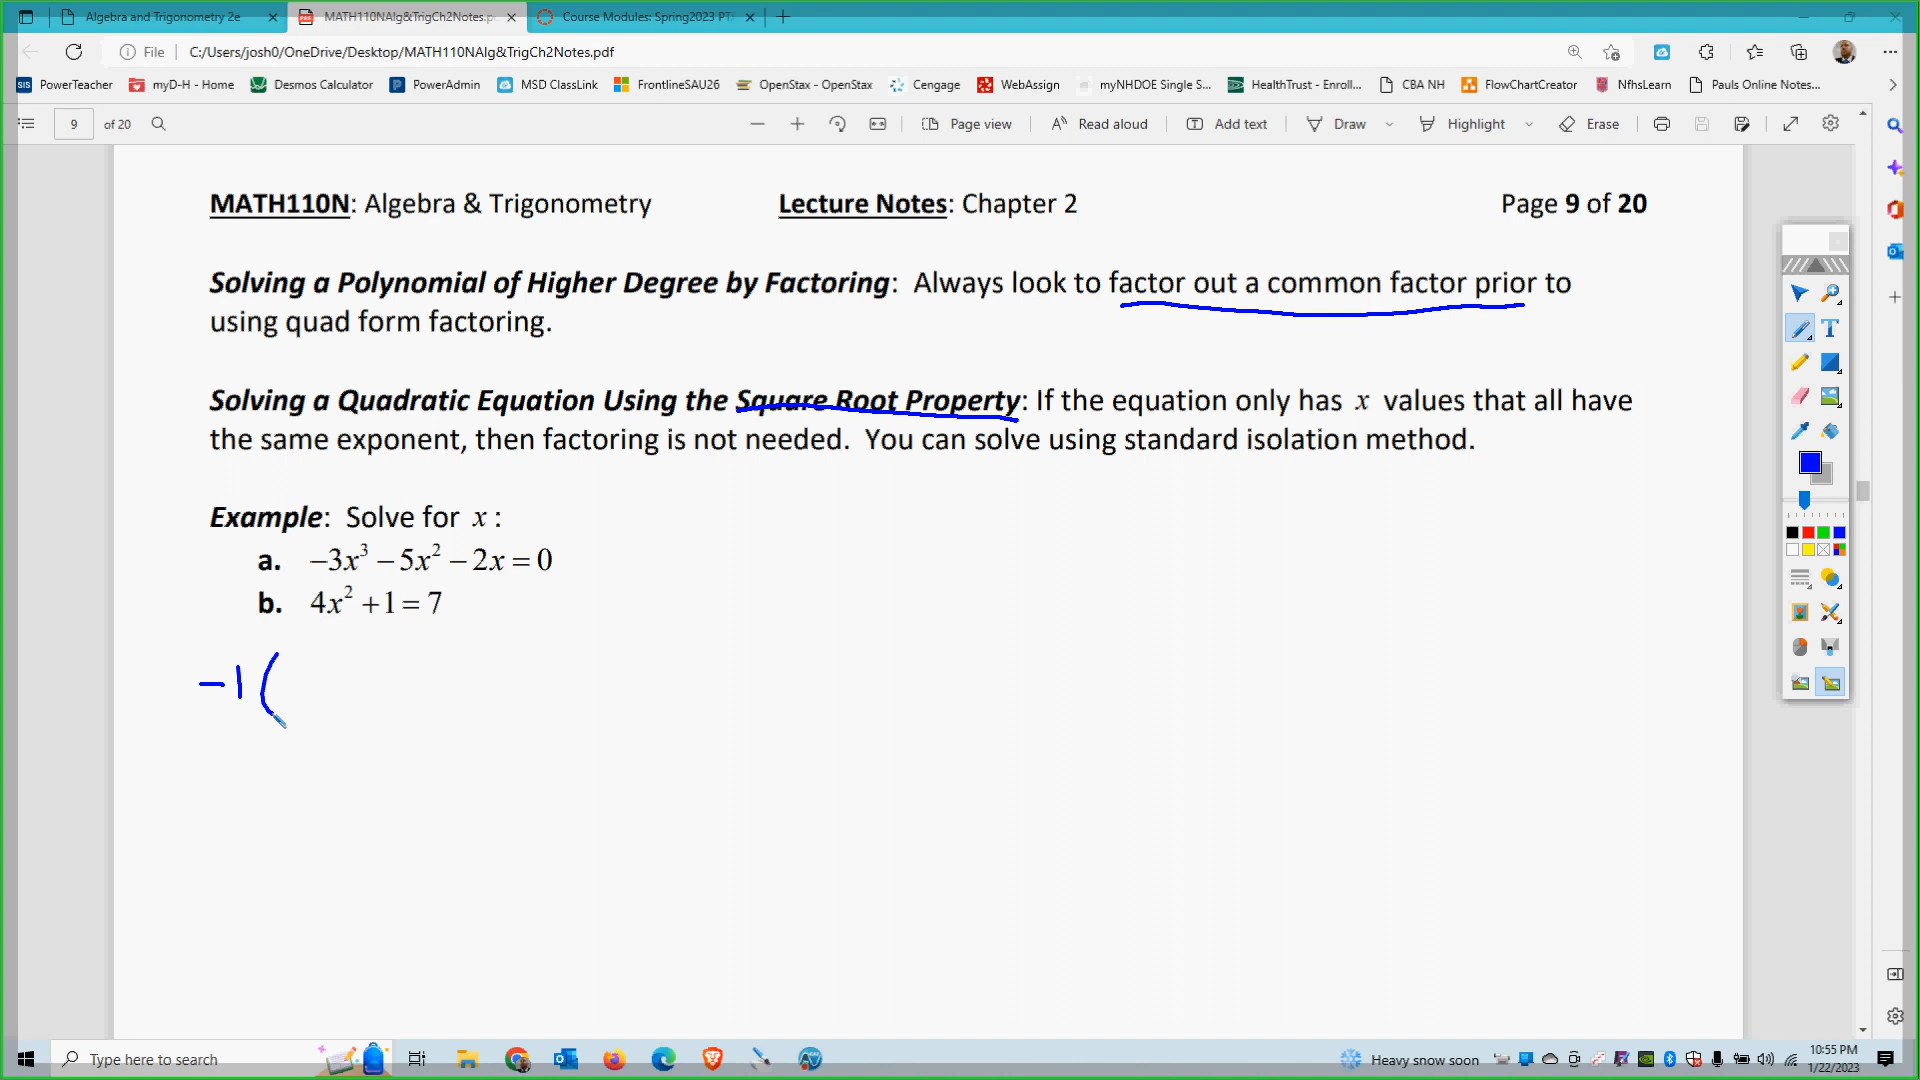 Algebra and Trigonometry 2e
MATH110NAlg&TrigCh2Notes.p
Course Modules: Spring2023 PT
File
C:/Users/josh0/OneDrive/Desktop/MATH110NAlg&TrigCh2Notes.pdf
PowerTeacher myD-H - Home Desmos Calculator PowerAdmin MSD ClassLink FrontlineSAU26 OpenStax - OpenStax Cengage WebAssign myNHDOE Single S... HealthTrust - Enroll... CBA NH FlowChartCreator NfhsLearn Pauls Online Notes...
9 of 20 Page view Read aloud Add text Draw Highlight Erase
MATH110N: Algebra & Trigonometry Lecture Notes: Chapter 2 Page 9 of 20
Solving a Polynomial of Higher Degree by Factoring: Always look to factor out a common factor prior to
using quad form factoring.
Solving a Quadratic Equation Using the Square Root Property: If the equation only has x values that all have
the same exponent, then factoring is not needed. You can solve using standard isolation method.
Example: Solve for x:
a. −3x³ − 5x² − 2x = 0
b. 4x² + 1 = 7
−1(
Type here to search
Heavy snow soon
10:55 PM
1/22/2023